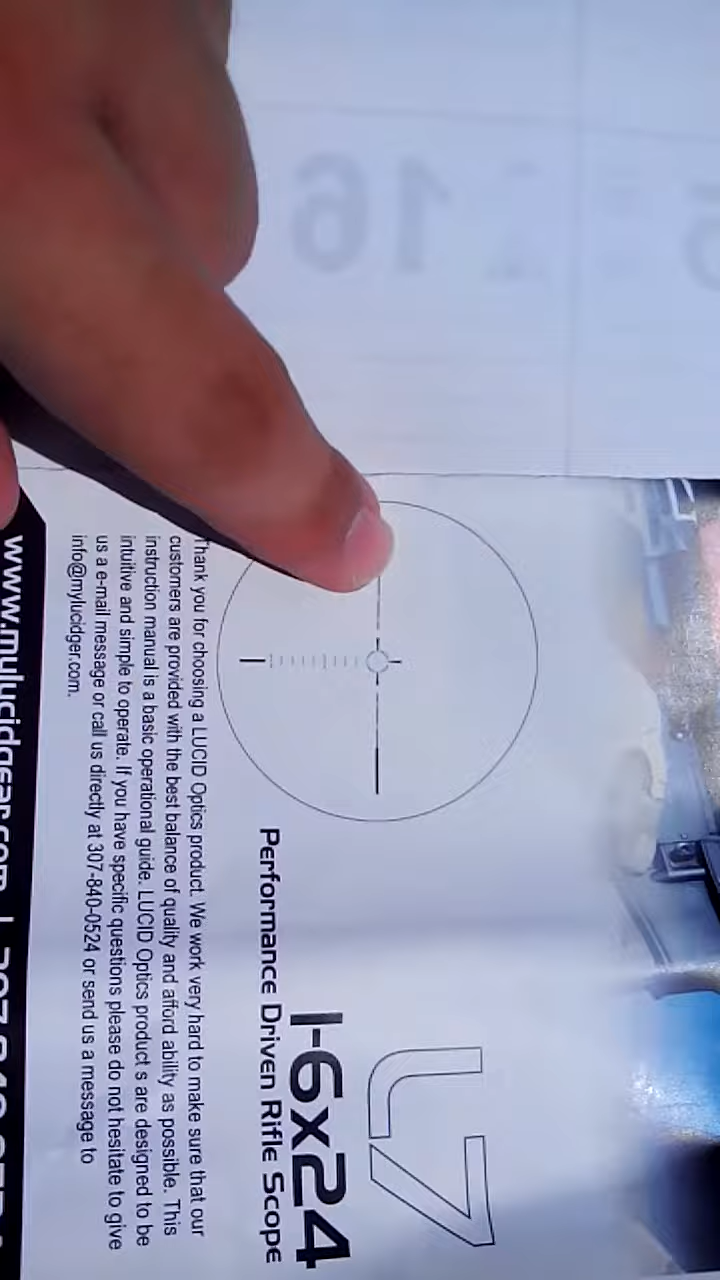 L7
1-6x24
Performance Driven Rifle Scope
Thank you for choosing a LUCID Optics product. We work very hard to make sure that our
customers are provided with the best balance of quality and afford ability as possible. This
instruction manual is a basic operational guide. LUCID Optics product s are designed to be
intuitive and simple to operate. If you have specific questions please do not hesitate to give
us a e-mail message or call us directly at 307-840-0524 or send us a message to
info@mylucidger.com.
www.mylucidgear.com |
16